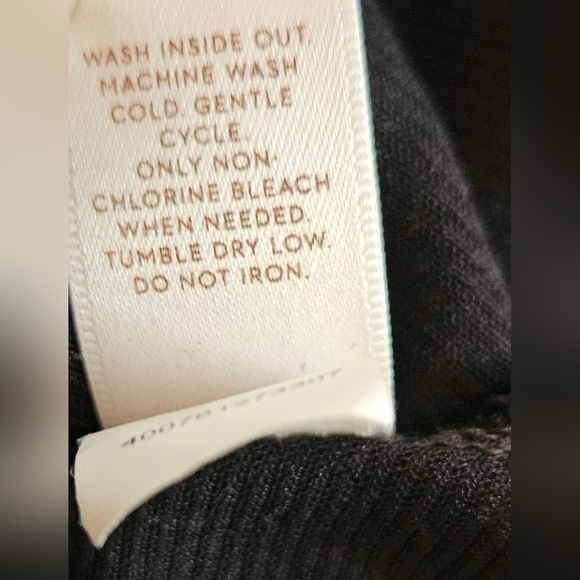 WASH INSIDE OUT.
MACHINE WASH
COLD. GENTLE
CYCLE.
ONLY NON-
CHLORINE BLEACH
WHEN NEEDED.
TUMBLE DRY LOW.
DO NOT IRON.